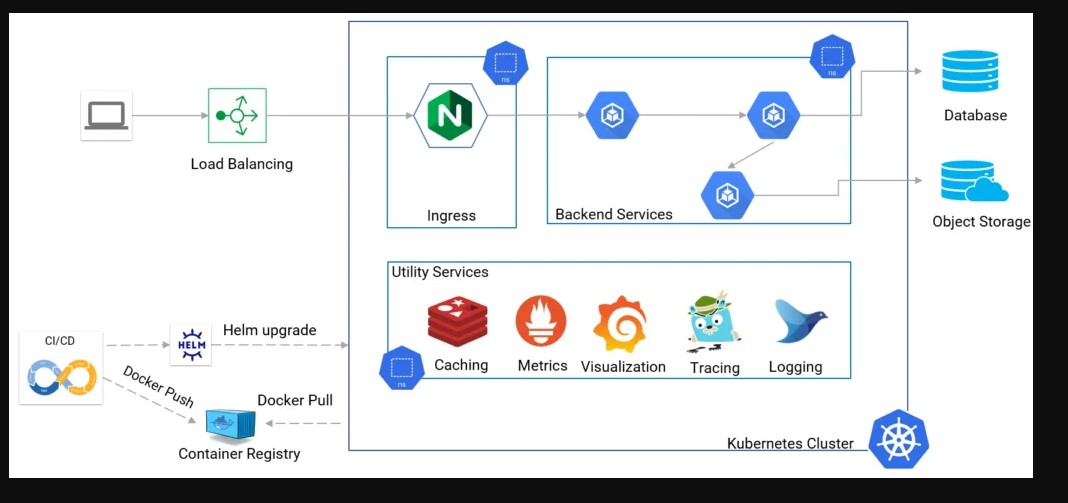 ns
ns
N
Database
Load Balancing
Object Storage
Ingress
Backend Services
Utility Services
CI/CD
HELM
Helm upgrade
Caching
Metrics
Visualization
Tracing
Logging
ns
Docker Push
Docker Pull
Container Registry
Kubernetes Cluster